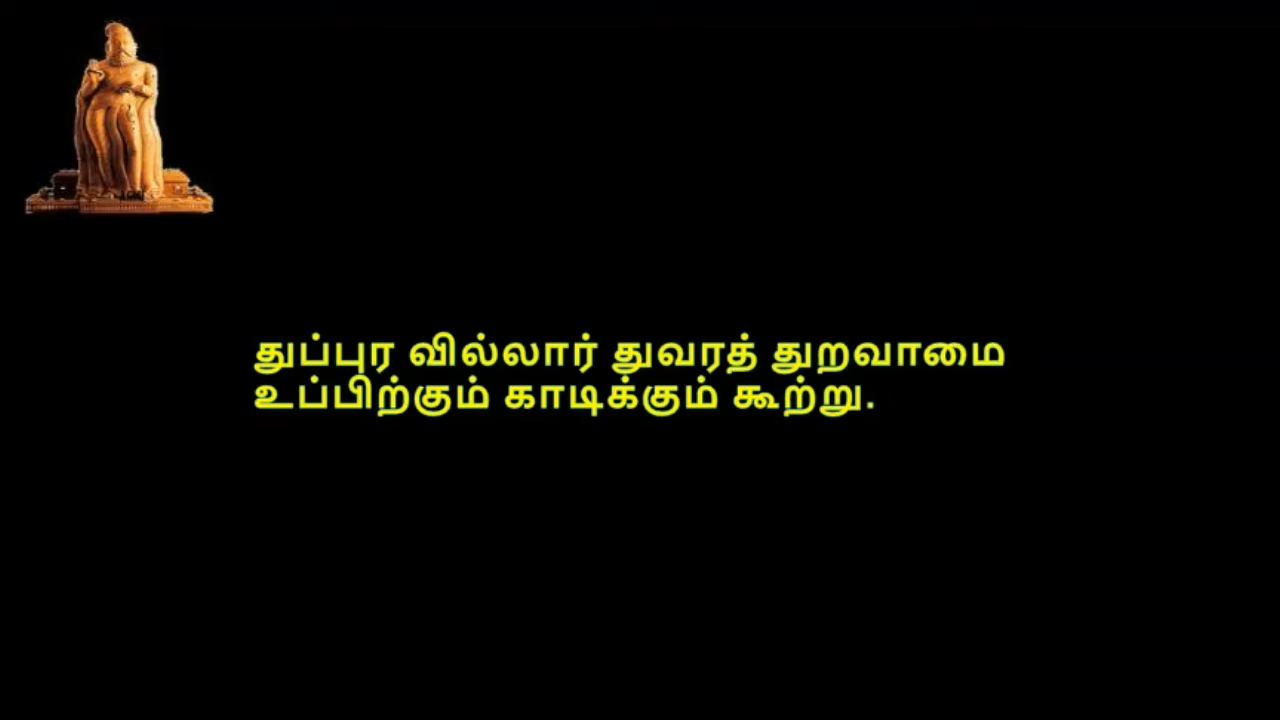 துப்புர வில்லார் துவரத் துறவாமை
உப்பிற்கும் காடிக்கும் கூற்று.